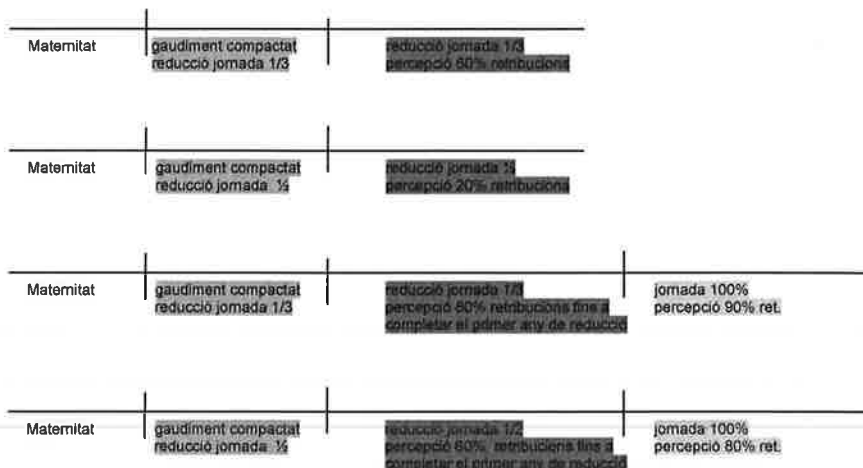 Maternitat
gaudiment compactat
reducció jornada 1/3
reducció jornada 1/3
percepció 60% retribucions
Maternitat
gaudiment compactat
reducció jornada ½
reducció jornada ½
percepció 20% retribucions
Maternitat
gaudiment compactat
reducció jornada 1/3
reducció jornada 1/3
percepció 60% retribucions fins a
completar el primer any de reducció
jornada 100%
percepció 90% ret.
Maternitat
gaudiment compactat
reducció jornada ½
reducció jornada 1/2
percepció 60% retribucions fins a
completar el primer any de reducció
jornada 100%
percepció 80% ret.